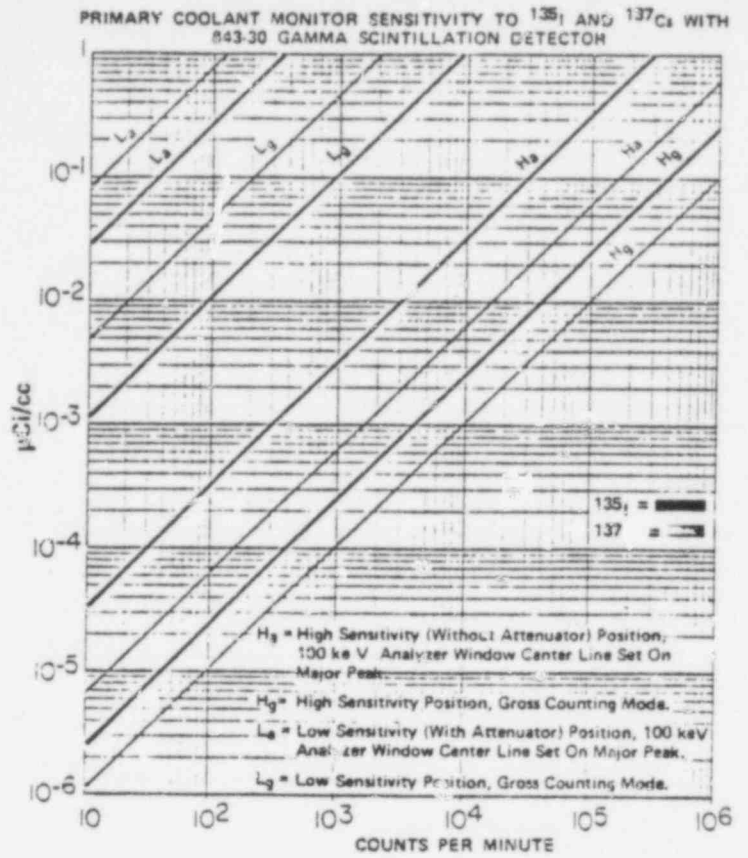 PRIMARY COOLANT MONITOR SENSITIVITY TO ¹³⁵I AND ¹³⁷Cs WITH
843-30 GAMMA SCINTILLATION DETECTOR
1
10⁻¹
10⁻²
10⁻³
10⁻⁴
10⁻⁵
10⁻⁶
μCi/cc
La
La
Lg
Lg
Ha
Ha
Hg
Hg
¹³⁵I =
137 =
Ha = High Sensitivity (Without Attenuator) Position,
100 keV Analyzer Window Center Line Set On
Major Peak.
Hg = High Sensitivity Position, Gross Counting Mode.
La = Low Sensitivity (With Attenuator) Position, 100 keV
Analyzer Window Center Line Set On Major Peak.
Lg = Low Sensitivity Position, Gross Counting Mode.
10 10² 10³ 10⁴ 10⁵ 10⁶
COUNTS PER MINUTE